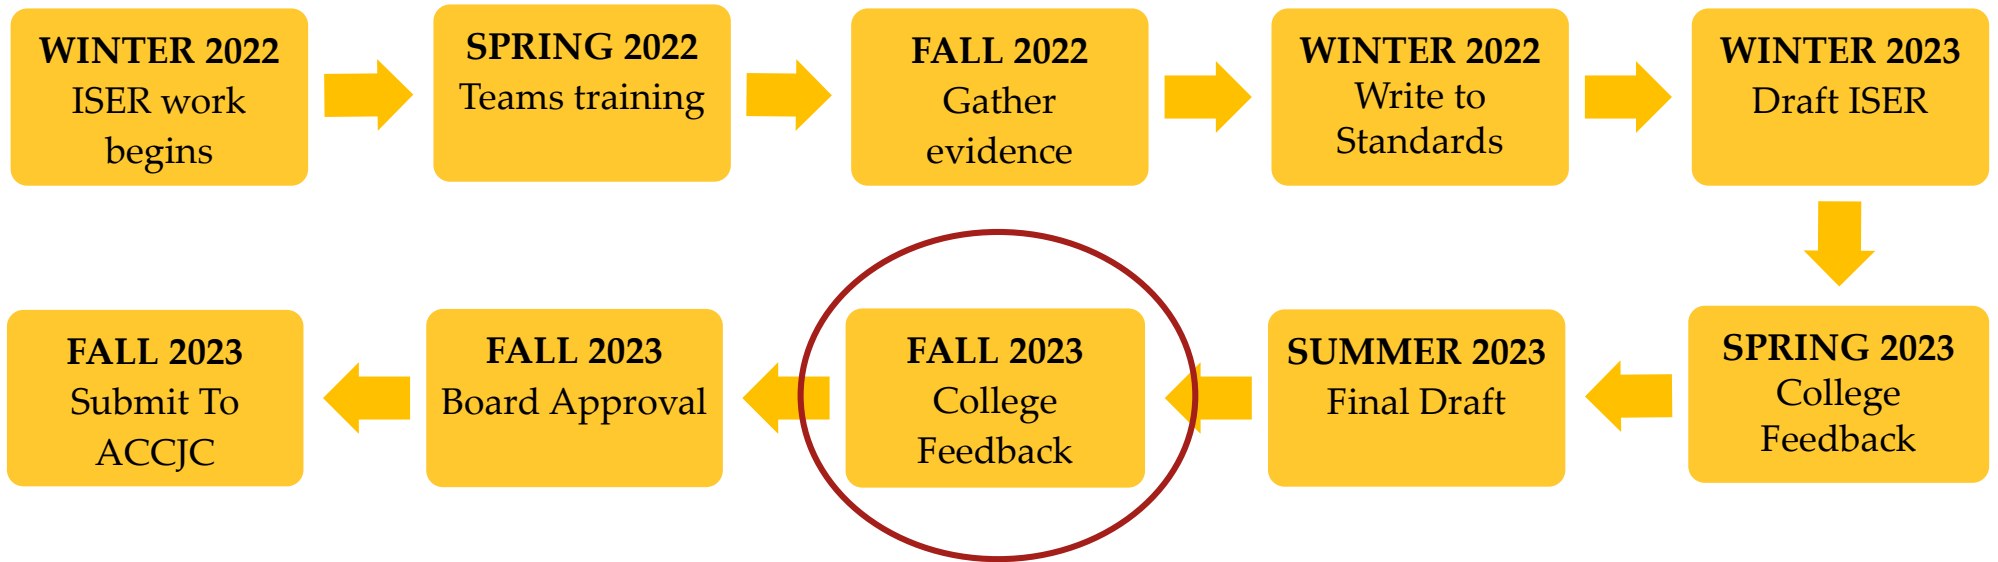 WINTER 2022
ISER work
begins
SPRING 2022
Teams training
FALL 2022
Gather
evidence
WINTER 2022
Write to
Standards
WINTER 2023
Draft ISER
SPRING 2023
College
Feedback
SUMMER 2023
Final Draft
FALL 2023
College
Feedback
FALL 2023
Board Approval
FALL 2023
Submit To
ACCJC